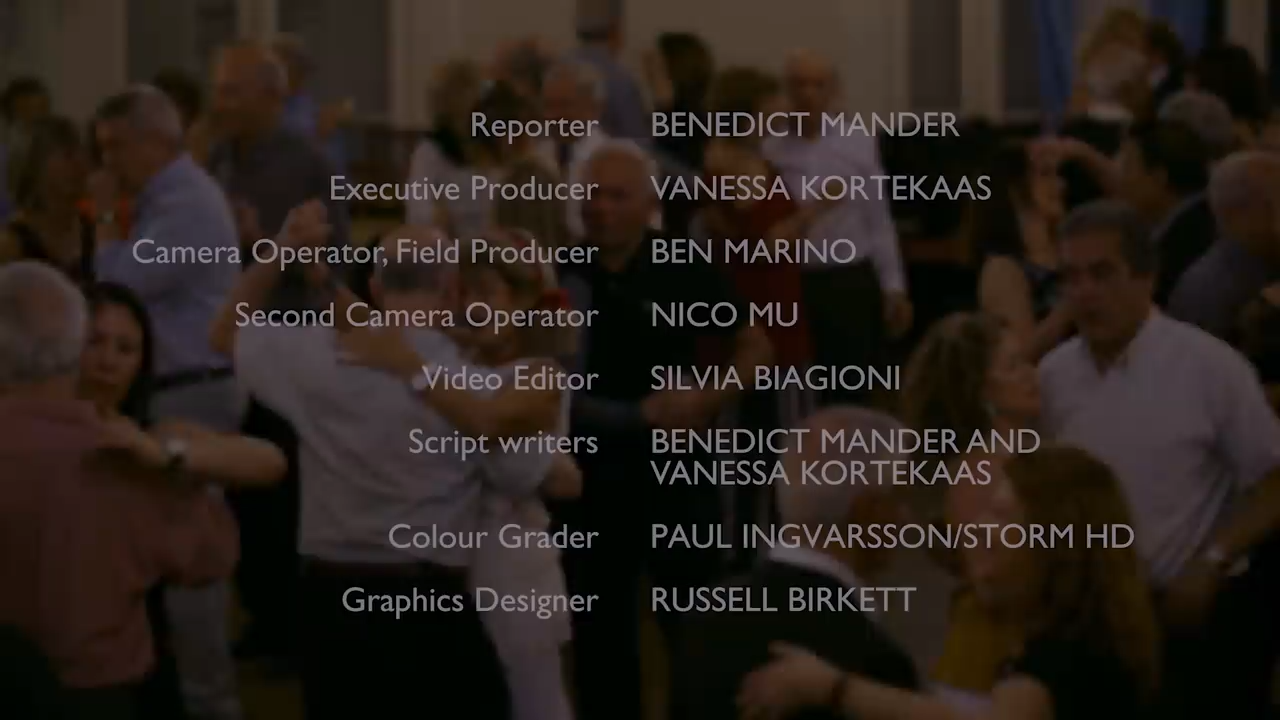 Reporter BENEDICT MANDER
Executive Producer VANESSA KORTEKAAS
Camera Operator, Field Producer BEN MARINO
Second Camera Operator NICO MU
Video Editor SILVIA BIAGIONI
Script writers BENEDICT MANDER AND
VANESSA KORTEKAAS
Colour Grader PAUL INGVARSSON/STORM HD
Graphics Designer RUSSELL BIRKETT